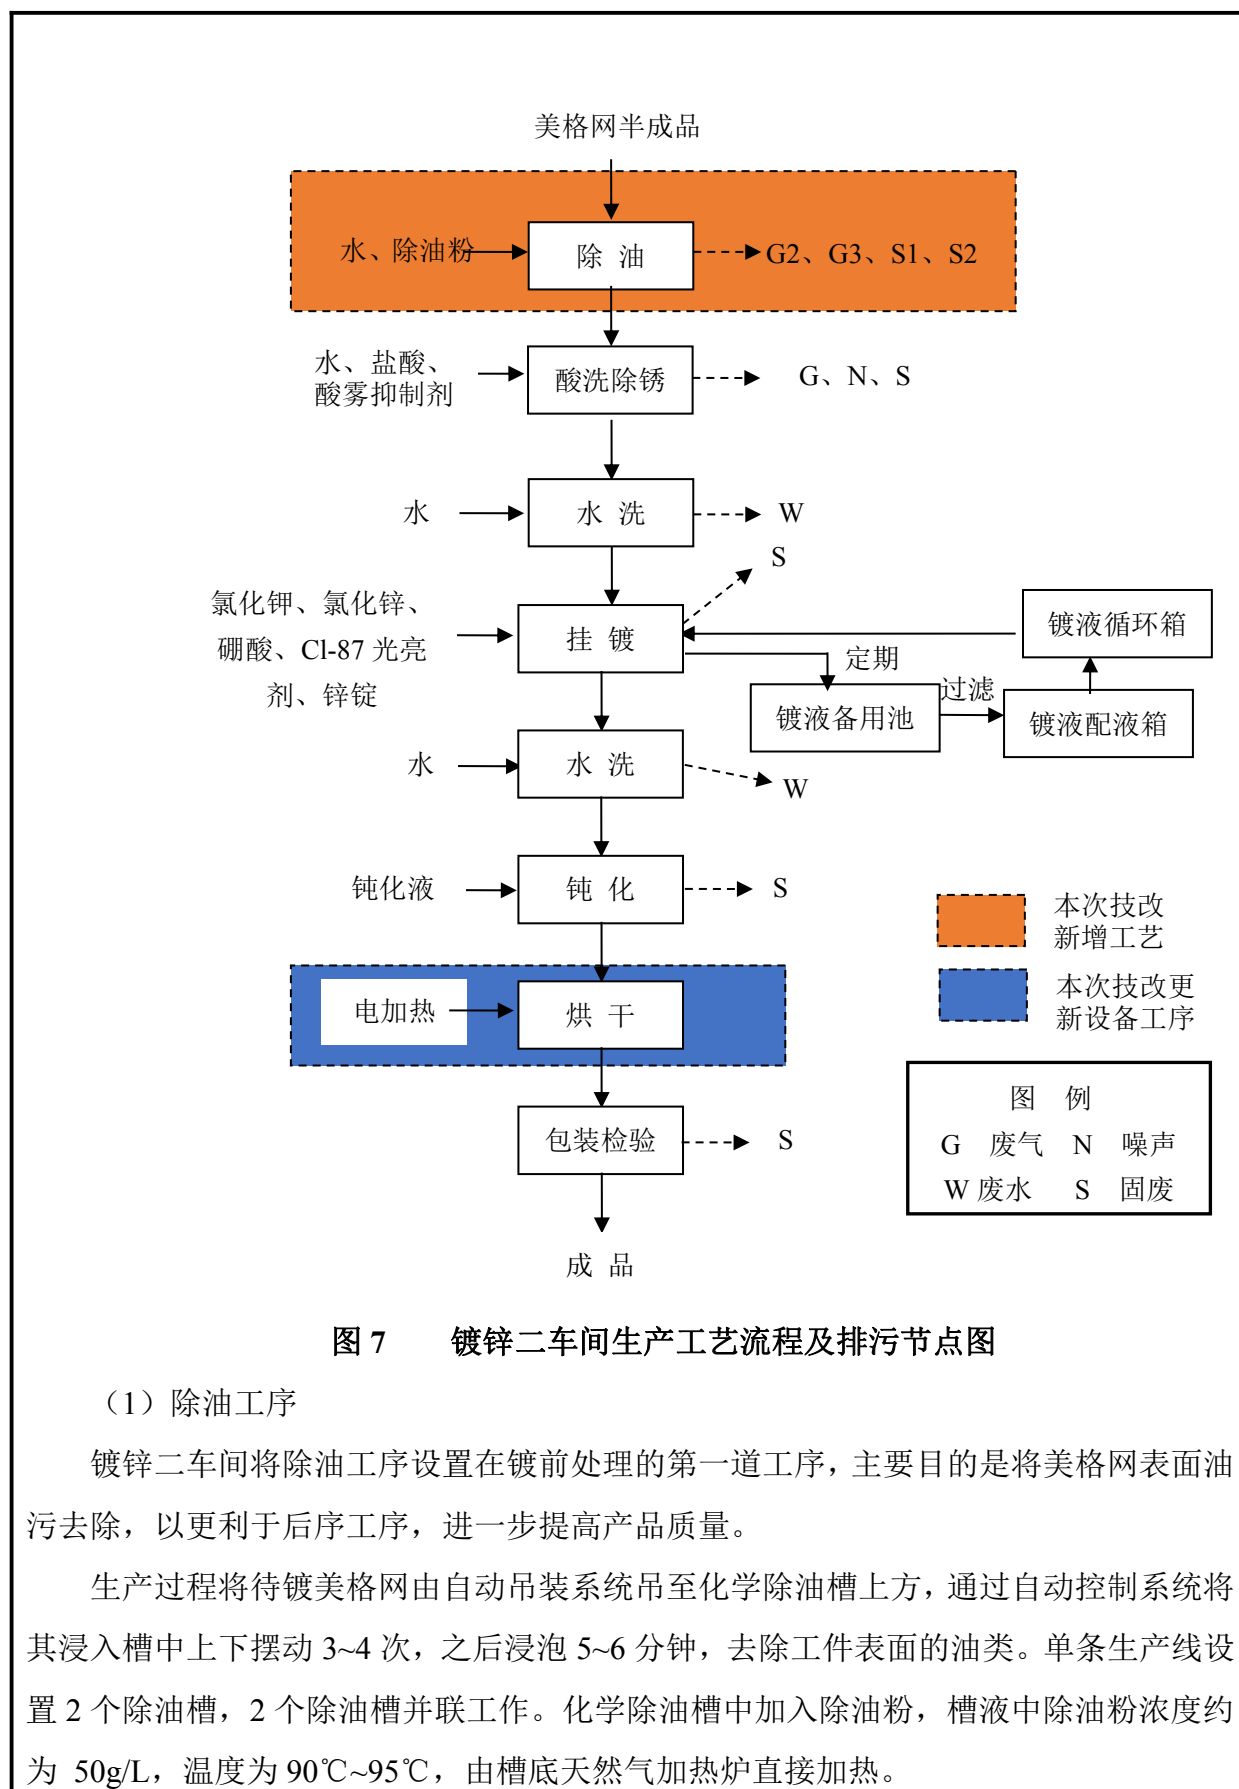 美格网半成品
水、除油粉
除 油
G2、G3、S1、S2
水、盐酸、
酸雾抑制剂
酸洗除锈
G、N、S
水
水 洗
W
S
氯化钾、氯化锌、
硼酸、Cl-87 光亮
剂、锌锭
挂 镀
镀液循环箱
定期
镀液备用池
过滤
镀液配液箱
水
水 洗
W
钝化液
钝 化
S
本次技改
新增工艺
电加热
烘 干
本次技改更
新设备工序
包装检验
S
图 例
G 废气 N 噪声
W 废水 S 固废
成 品
图 7 镀锌二车间生产工艺流程及排污节点图
（1）除油工序
镀锌二车间将除油工序设置在镀前处理的第一道工序，主要目的是将美格网表面油
污去除，以更利于后序工序，进一步提高产品质量。
生产过程将待镀美格网由自动吊装系统吊至化学除油槽上方，通过自动控制系统将
其浸入槽中上下摆动 3~4 次，之后浸泡 5~6 分钟，去除工件表面的油类。单条生产线设
置 2 个除油槽，2 个除油槽并联工作。化学除油槽中加入除油粉，槽液中除油粉浓度约
为 50g/L，温度为 90℃~95℃，由槽底天然气加热炉直接加热。